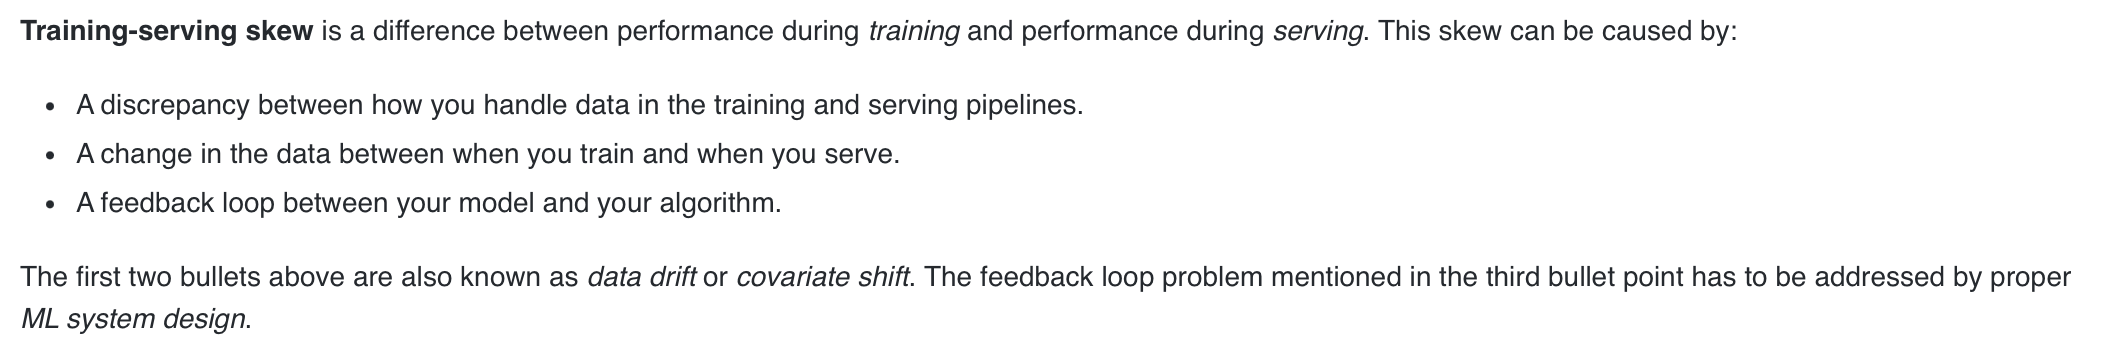 Training-serving skew is a difference between performance during training and performance during serving. This skew can be caused by:
• A discrepancy between how you handle data in the training and serving pipelines.
• A change in the data between when you train and when you serve.
• A feedback loop between your model and your algorithm.
The first two bullets above are also known as data drift or covariate shift. The feedback loop problem mentioned in the third bullet point has to be addressed by proper
ML system design.